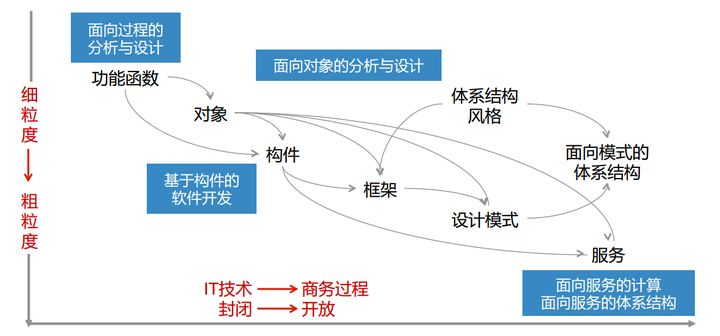 面向过程的
分析与设计
功能函数
面向对象的分析与设计
细
粒
度
粗
粒
度
对象
体系结构
风格
构件
面向模式的
体系结构
基于构件的
软件开发
框架
设计模式
服务
IT技术
商务过程
封闭
开放
面向服务的计算
面向服务的体系结构